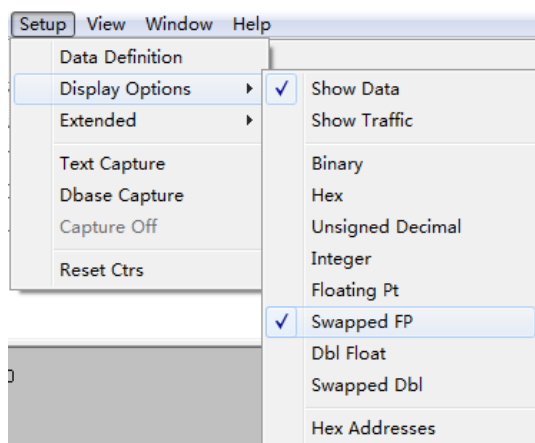 Setup View Window Help
Data Definition
Display Options
Extended
Text Capture
Dbase Capture
Capture Off
Reset Ctrs
Show Data
Show Traffic
Binary
Hex
Unsigned Decimal
Integer
Floating Pt
Swapped FP
Dbl Float
Swapped Dbl
Hex Addresses